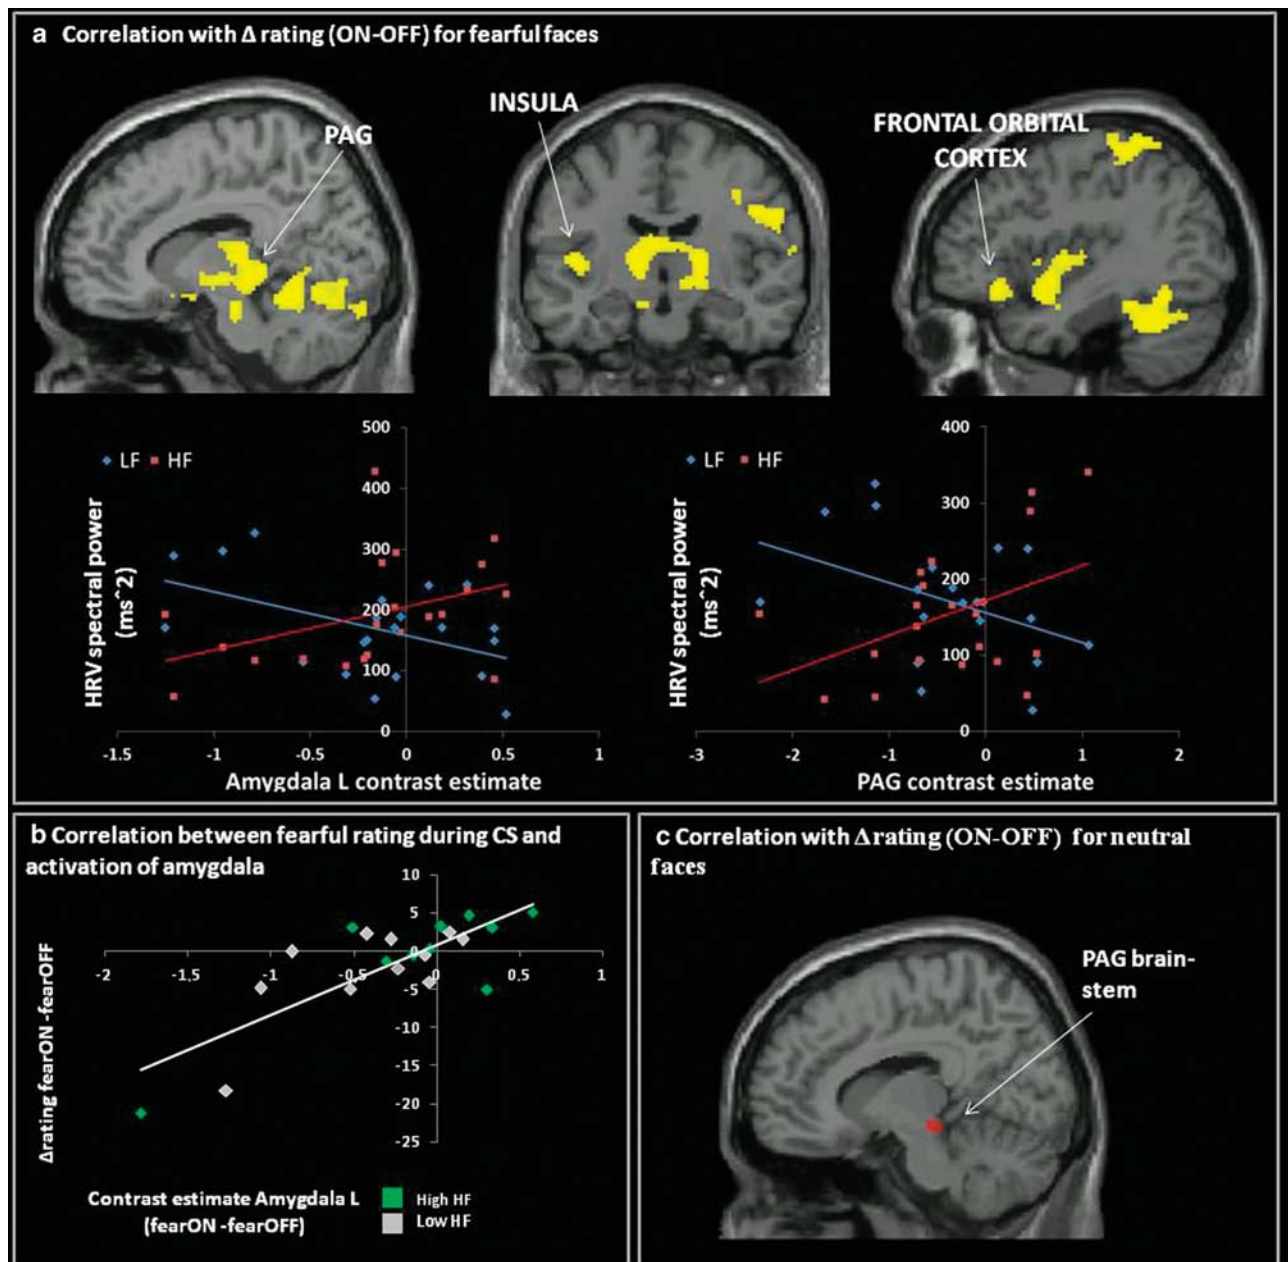 a Correlation with Δ rating (ON-OFF) for fearful faces
PAG
INSULA
FRONTAL ORBITAL
CORTEX
LF HF
HRV spectral power
(ms^2)
500
400
300
200
100
0
-1.5 -1 -0.5 0 0.5 1
Amygdala L contrast estimate
LF HF
HRV spectral power
(ms^2)
400
300
200
100
0
-3 -2 -1 0 1 2
PAG contrast estimate
b Correlation between fearful rating during CS and
activation of amygdala
Δrating fearON -fearOFF
10
5
0
-5
-10
-15
-20
-25
-2 -1,5 -1 -0.5 0 0.5 1
Contrast estimate Amygdala L
(fearON -fearOFF)
High HF
Low HF
c Correlation with Δrating (ON-OFF) for neutral
faces
PAG brain-
stem